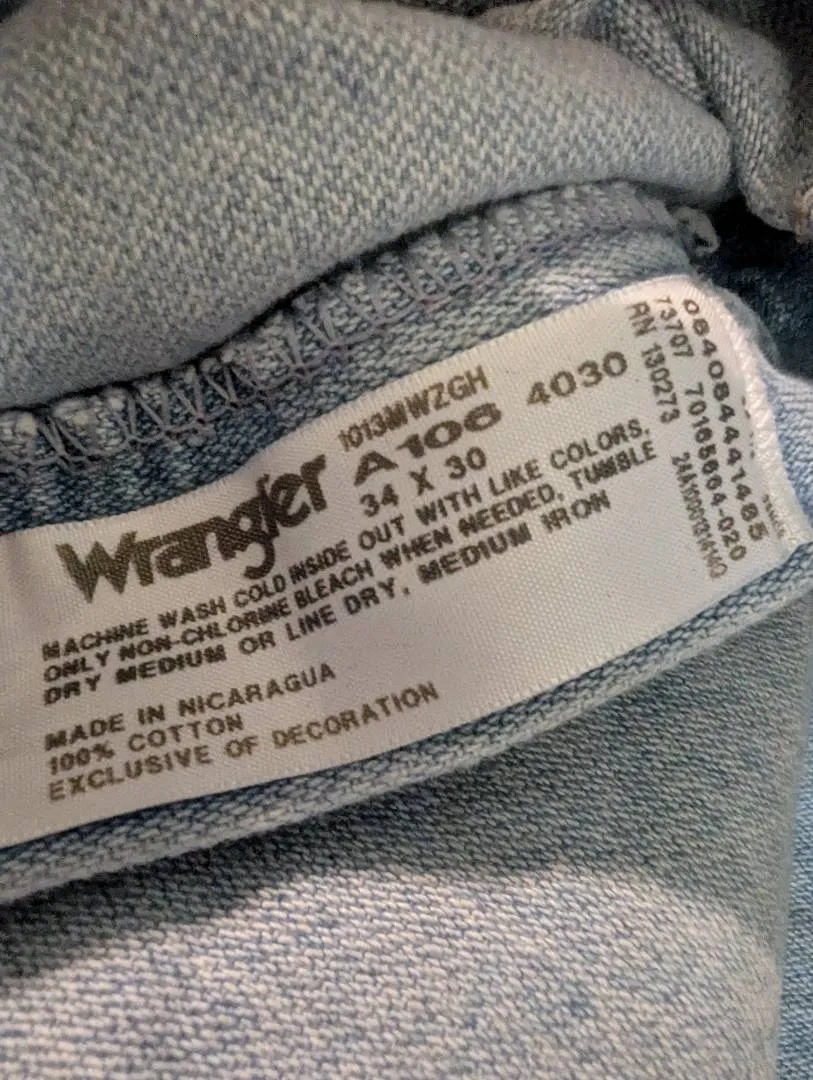 1013MWZGH
Wrangler A106 4030
34 X 30
MACHINE WASH COLD INSIDE OUT WITH LIKE COLORS.
ONLY NON-CHLORINE BLEACH WHEN NEEDED. TUMBLE
DRY MEDIUM OR LINE DRY. MEDIUM IRON
MADE IN NICARAGUA
100% COTTON
EXCLUSIVE OF DECORATION
084084441485
73707 70165664-020
RN 130273